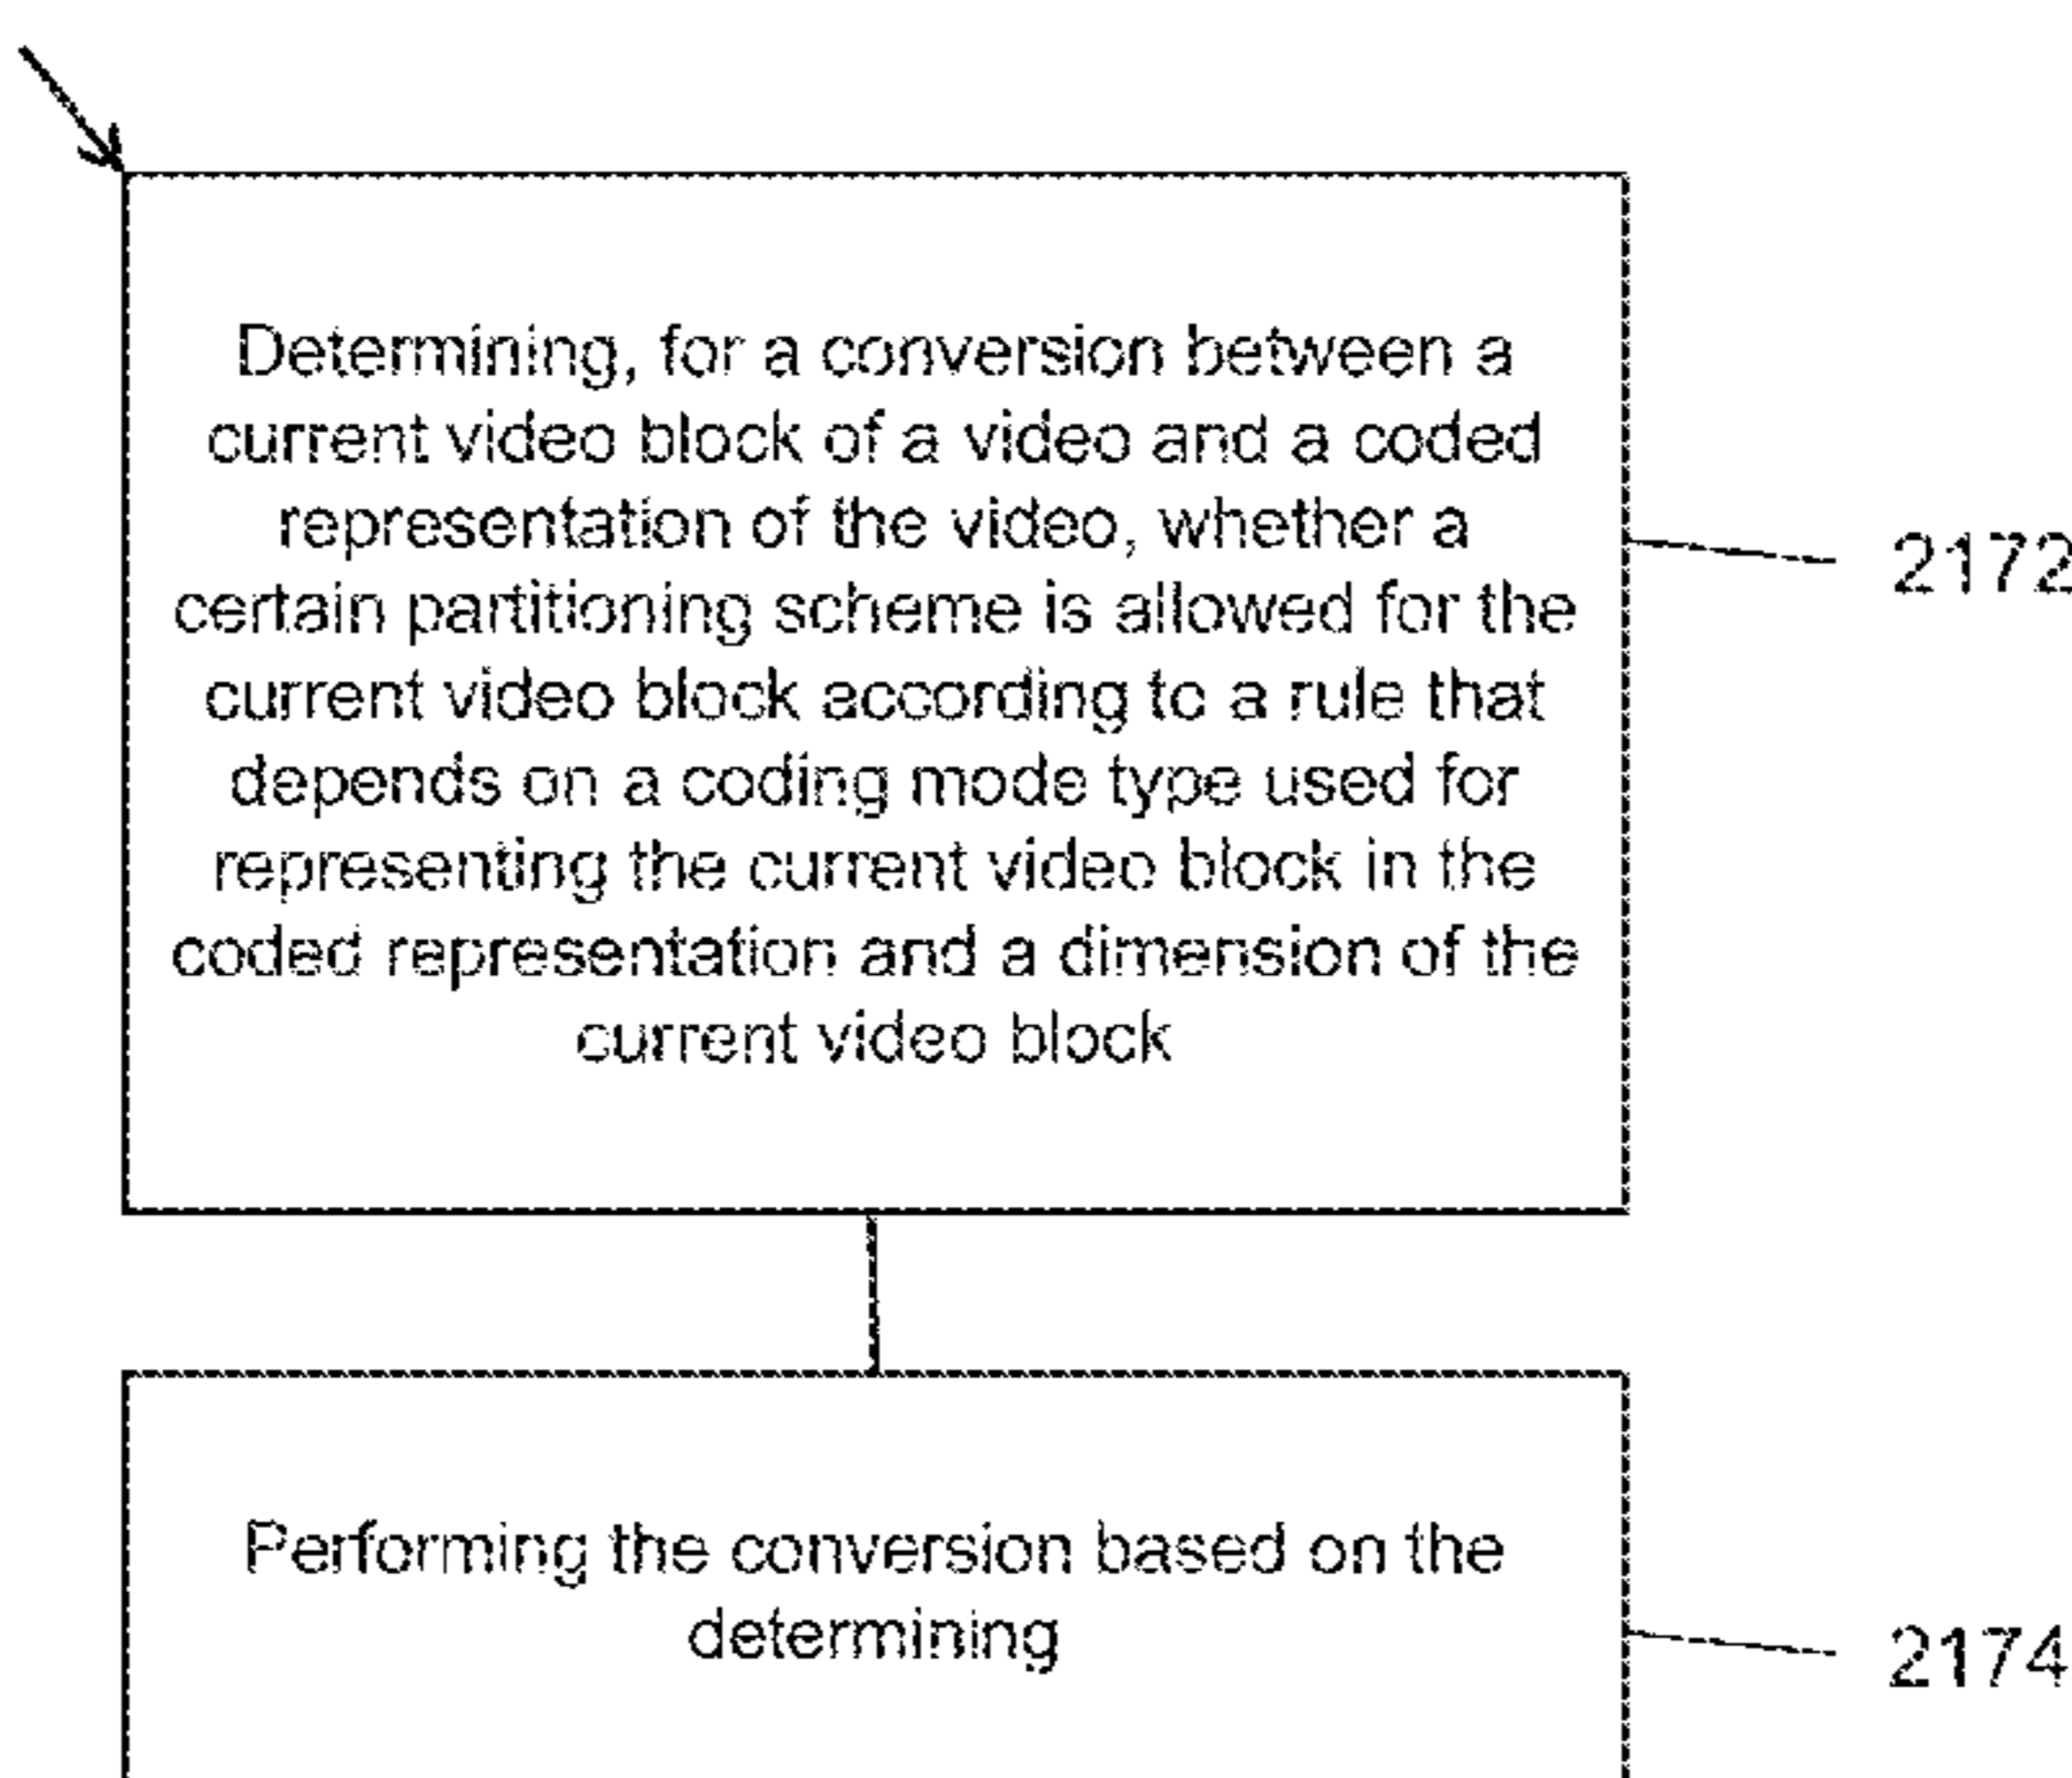 Determining, for a conversion between a
current video block of a video and a coded
representation of the video, whether a
certain partitioning scheme is allowed for the
current video block according to a rule that
depends on a coding mode type used for
representing the current video block in the
coded representation and a dimension of the
current video block
2172
Performing the conversion based on the
determining
2174